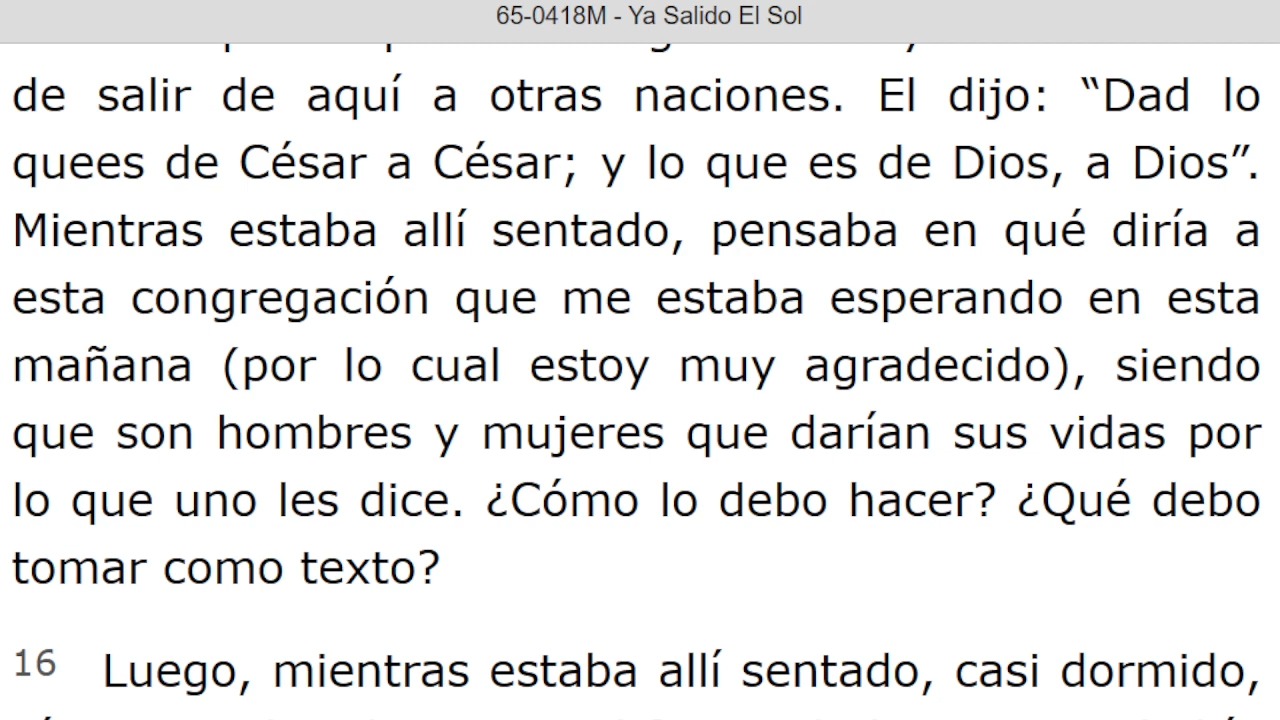 65-0418M - Ya Salido El Sol
de salir de aquí a otras naciones. El dijo: “Dad lo
quees de César a César; y lo que es de Dios, a Dios”.
Mientras estaba allí sentado, pensaba en qué diría a
esta congregación que me estaba esperando en esta
mañana (por lo cual estoy muy agradecido), siendo
que son hombres y mujeres que darían sus vidas por
lo que uno les dice. ¿Cómo lo debo hacer? ¿Qué debo
tomar como texto?
16 Luego, mientras estaba allí sentado, casi dormido,